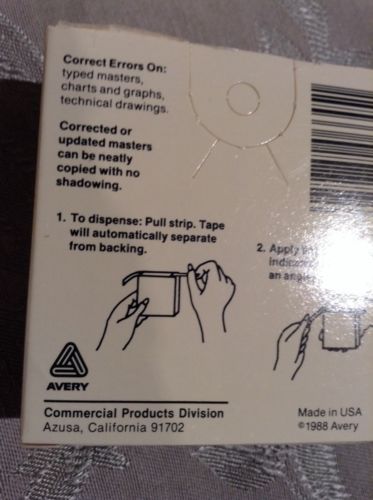 Correct Errors On:
typed masters,
charts and graphs,
technical drawings.
Corrected or
updated masters
can be neatly
copied with no
shadowing.
1. To dispense: Pull strip. Tape
will automatically separate
from backing.
2. Apply
an angle
AVERY
Commercial Products Division
Azusa, California 91702
Made in USA
©1988 Avery